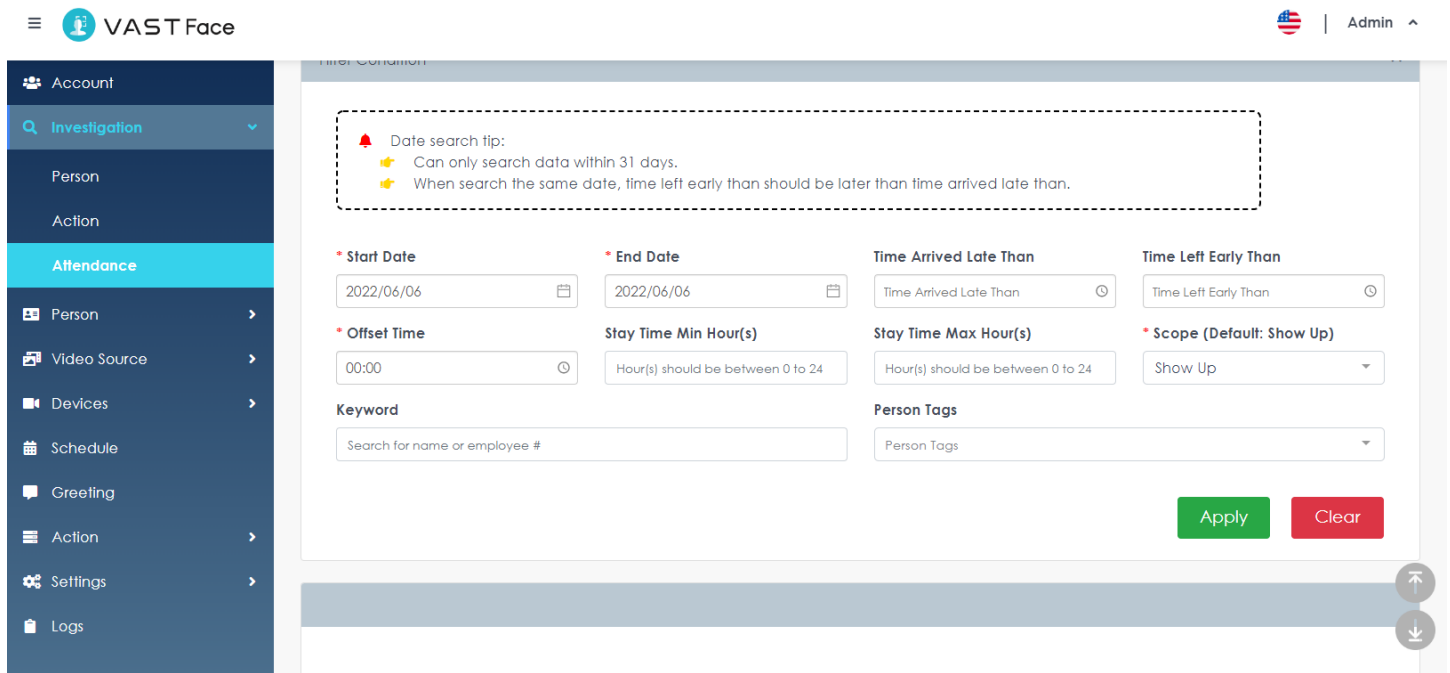 VAST Face
Admin
Filter Condition
Account
Investigation
Person
Action
Attendance
Person
Video Source
Devices
Schedule
Greeting
Action
Settings
Logs
Date search tip:
Can only search data within 31 days.
When search the same date, time left early than should be later than time arrived late than.
* Start Date
* End Date
Time Arrived Late Than
Time Left Early Than
2022/06/06
2022/06/06
Time Arrived Late Than
Time Left Early Than
* Offset Time
Stay Time Min Hour(s)
Stay Time Max Hour(s)
* Scope (Default: Show Up)
00:00
Hour(s) should be between 0 to 24
Hour(s) should be between 0 to 24
Show Up
Keyword
Person Tags
Search for name or employee #
Person Tags
Apply
Clear